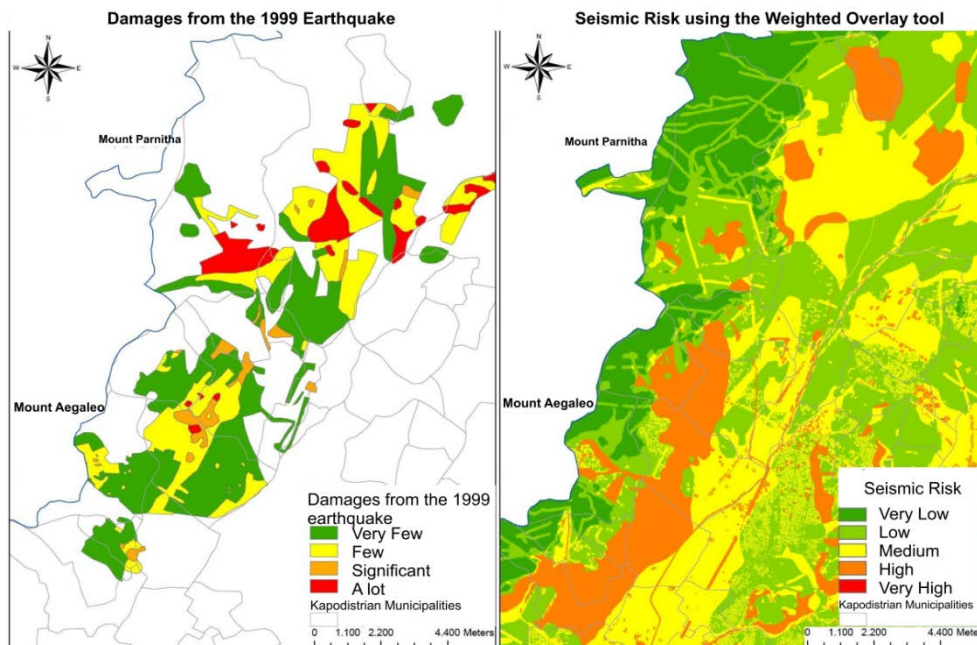 Damages from the 1999 Earthquake
N
W E
S
Mount Parnitha
Mount Aegaleo
Damages from the 1999
earthquake
Very Few
Few
Significant
A lot
Kapodistrian Municipalities
0 1.100 2.200 4.400 Meters
Seismic Risk using the Weighted Overlay tool
N
W E
S
Mount Parnitha
Mount Aegaleo
Seismic Risk
Very Low
Low
Medium
High
Very High
Kapodistrian Municipalities
0 1.100 2.200 4.400 Meters